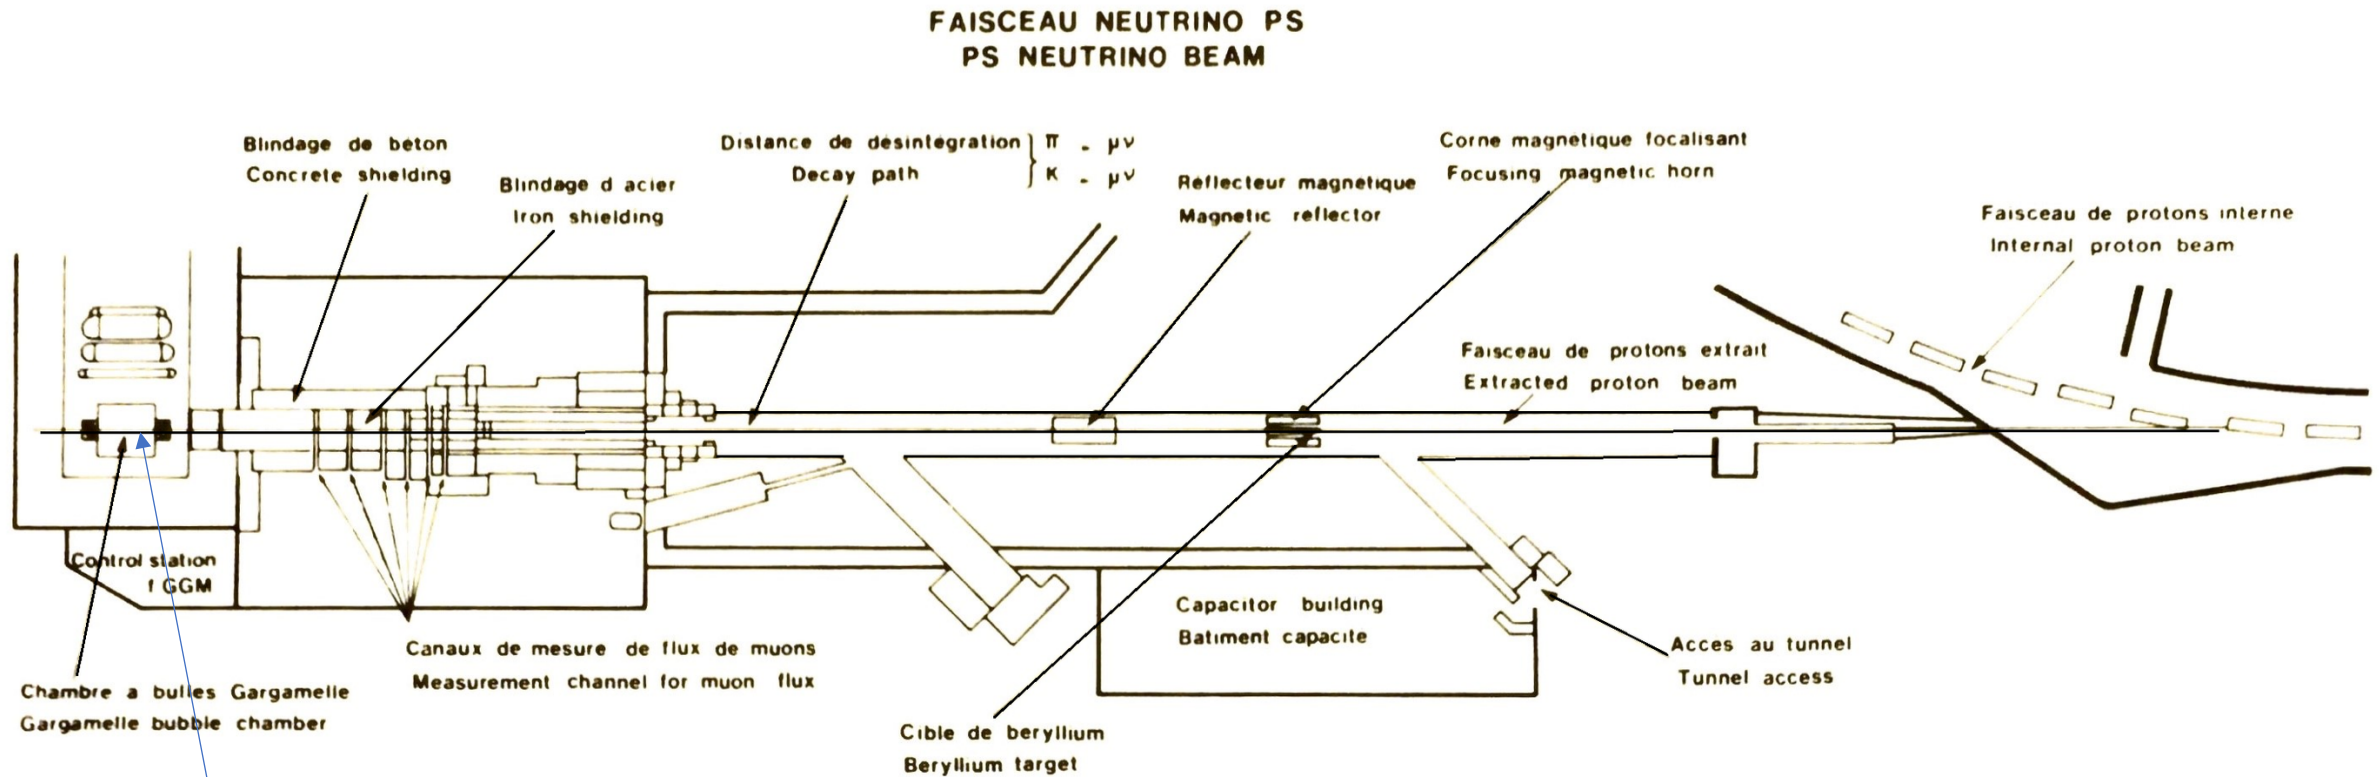 FAISCEAU NEUTRINO PS
PS NEUTRINO BEAM
Blindage de beton
Concrete shielding
Blindage d acier
Iron shielding
Distance de desintegration } π - μν
Decay path K - μν
Réflecteur magnetique
Magnetic reflector
Corne magnetique focalisant
Focusing magnetic horn
Faisceau de protons interne
Internal proton beam
Faisceau de protons extrait
Extracted proton beam
Control station
f GGM
Canaux de mesure de flux de muons
Measurement channel for muon flux
Chambre a bulles Gargamelle
Gargamelle bubble chamber
Capacitor building
Batiment capacite
Acces au tunnel
Tunnel access
Cible de beryllium
Beryllium target